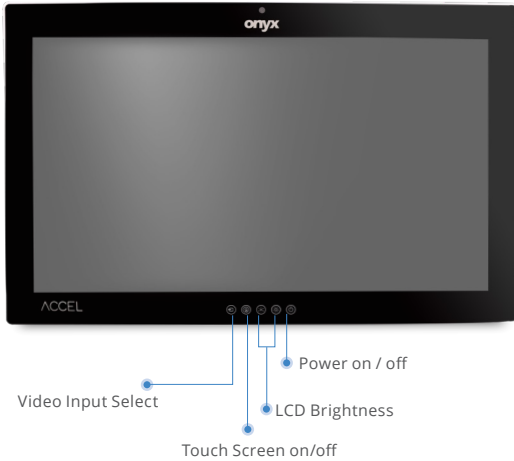 onyx
ACCEL
Power on / off
Video Input Select
LCD Brightness
Touch Screen on/off